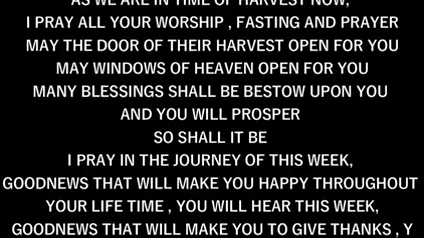 AS WE ARE IN TIME OF HARVEST NOW,
I PRAY ALL YOUR WORSHIP , FASTING AND PRAYER
MAY THE DOOR OF THEIR HARVEST OPEN FOR YOU
MAY WINDOWS OF HEAVEN OPEN FOR YOU
MANY BLESSINGS SHALL BE BESTOW UPON YOU
AND YOU WILL PROSPER
SO SHALL IT BE
I PRAY IN THE JOURNEY OF THIS WEEK,
GOODNEWS THAT WILL MAKE YOU HAPPY THROUGHOUT
YOUR LIFE TIME , YOU WILL HEAR THIS WEEK,
GOODNEWS THAT WILL MAKE YOU TO GIVE THANKS , Y